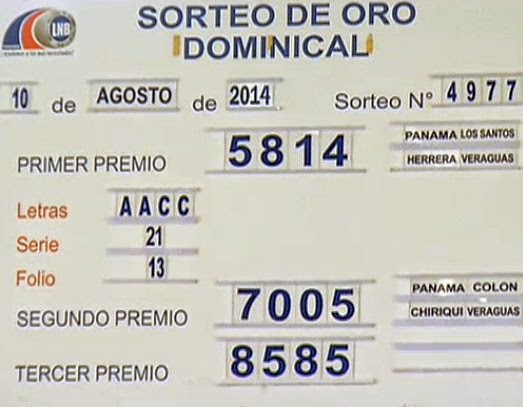 LNB
SORTEO DE ORO
DOMINICAL
10 de AGOSTO de 2014 Sorteo Nº 4977
PRIMER PREMIO 5814 PANAMA LOS SANTOS
HERRERA VERAGUAS
Letras AACC
Serie 21
Folio 13
SEGUNDO PREMIO 7005 PANAMA COLON
CHIRIQUI VERAGUAS
TERCER PREMIO 8585